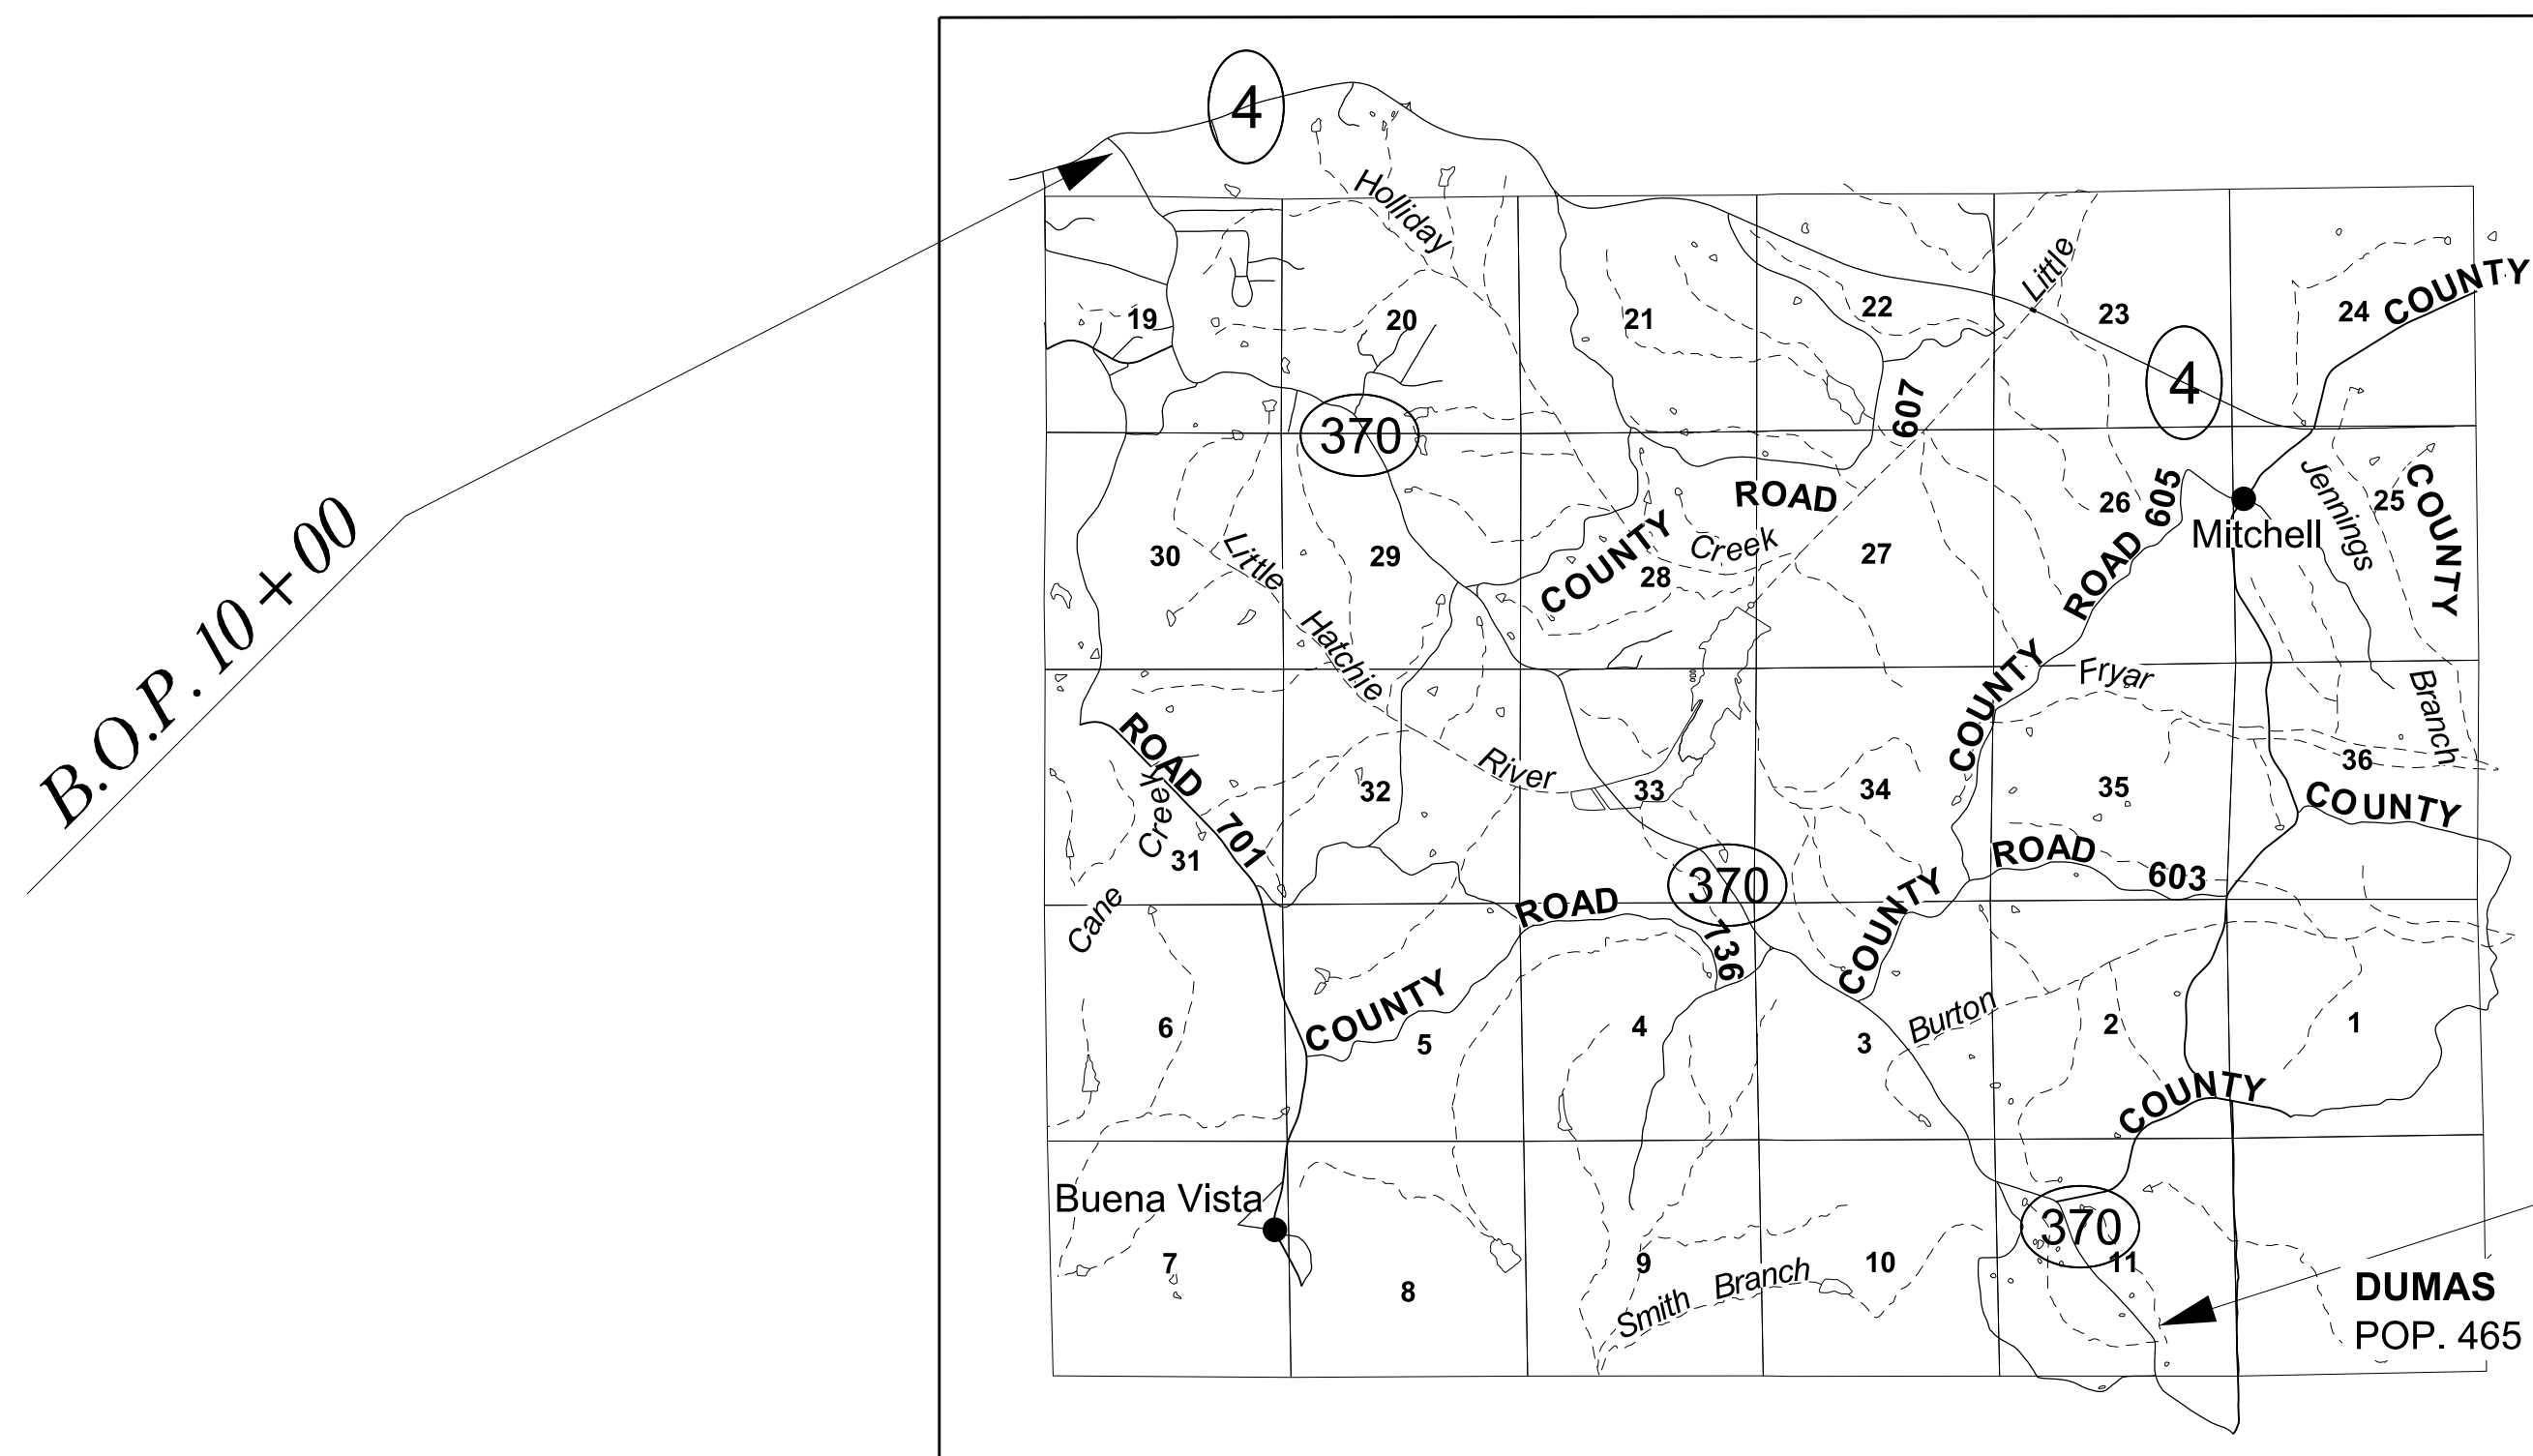 B.O.P. 10+00
4
Holliday
Little
COUNTY
19
20
21
22
23
24
4
607
370
ROAD
Creek
COUNTY
28
27
26
605
ROAD
COUNTY
Mitchell
Jennings
Branch
25
COUNTY
30
29
Little
Hatchie
River
Fryar
ROAD
701
Creek
Cane
31
32
33
34
35
36
COUNTY
ROAD
603
COUNTY
370
ROAD
736
COUNTY
6
5
4
3
Burton
2
1
COUNTY
Buena Vista
7
8
9
10
370
11
Smith Branch
DUMAS
POP. 465